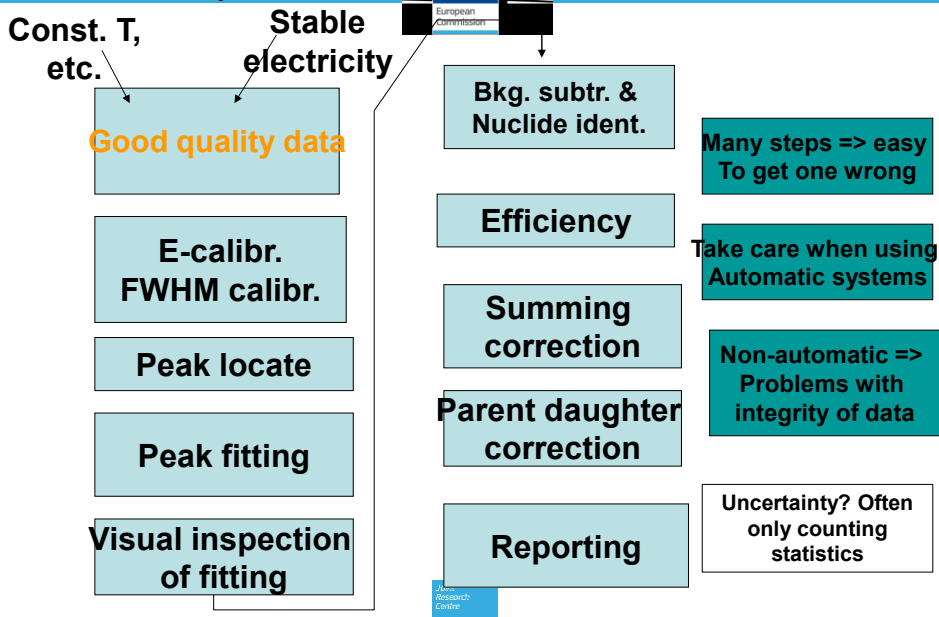 Const. T,
etc.
Stable
electricity
European
Commission
Good quality data
E-calibr.
FWHM calibr.
Peak locate
Peak fitting
Visual inspection
of fitting
Bkg. subtr. &
Nuclide ident.
Efficiency
Summing
correction
Parent daughter
correction
Reporting
Many steps => easy
To get one wrong
Take care when using
Automatic systems
Non-automatic =>
Problems with
integrity of data
Uncertainty? Often
only counting
statistics
Joint
Research
Centre